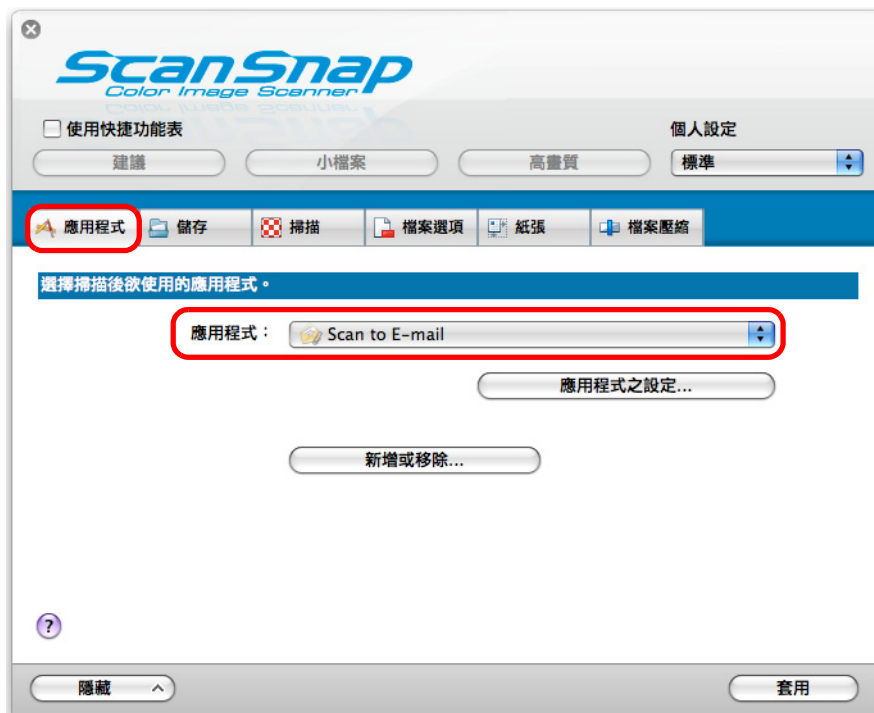 ScanSnap
Color Image Scanner
使用快捷功能表
個人設定
建議 小檔案 高畫質 標準
應用程式 儲存 掃描 檔案選項 紙張 檔案壓縮
選擇掃描後欲使用的應用程式。
應用程式： Scan to E-mail
應用程式之設定...
新增或移除...
?
隱藏 套用